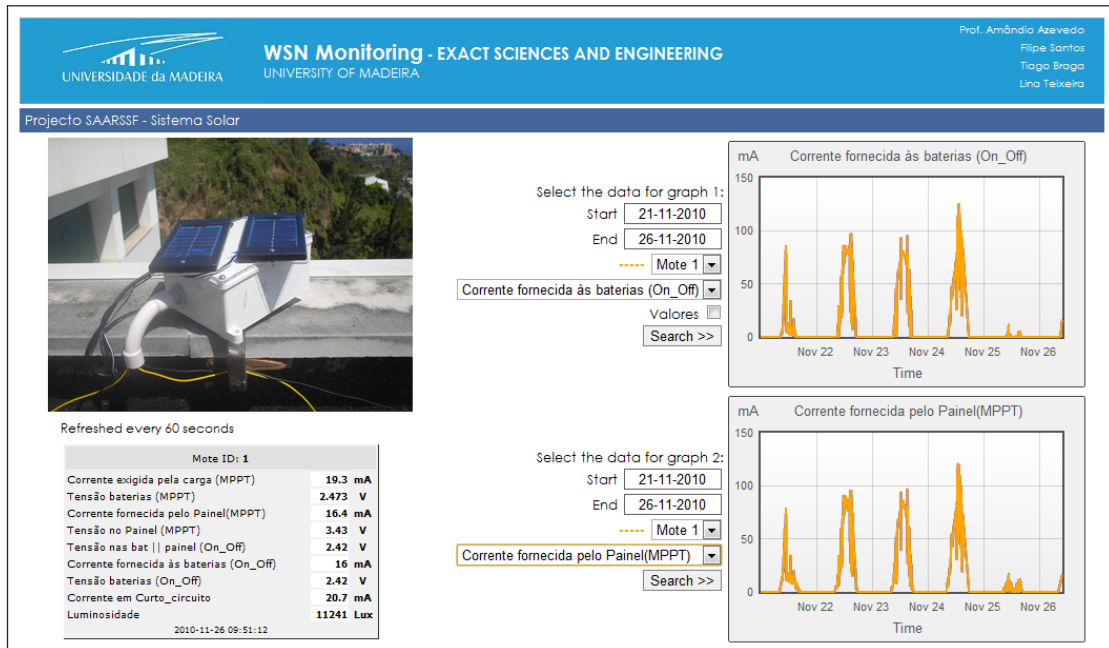 UNIVERSIDADE da MADEIRA
WSN Monitoring - EXACT SCIENCES AND ENGINEERING
UNIVERSITY OF MADEIRA
Prof. Amândio Azevedo
Filipe Santos
Tiago Braga
Lina Teixeira
Projecto SAARSSF - Sistema Solar
Refreshed every 60 seconds
Mote ID: 1
Corrente exigida pela carga (MPPT) 19.3 mA
Tensão baterias (MPPT) 2.473 V
Corrente fornecida pelo Painel(MPPT) 16.4 mA
Tensão no Painel (MPPT) 3.43 V
Tensão nas bat || painel (On_Off) 2.42 V
Corrente fornecida às baterias (On_Off) 16 mA
Tensão baterias (On_Off) 2.42 V
Corrente em Curto_circuito 20.7 mA
Luminosidade 11241 Lux
2010-11-26 09:51:12
Select the data for graph 1:
Start 21-11-2010
End 26-11-2010
----- Mote 1
Corrente fornecida às baterias (On_Off)
Valores
Search >>
mA Corrente fornecida às baterias (On_Off)
150
100
50
0
Nov 22 Nov 23 Nov 24 Nov 25 Nov 26
Time
Select the data for graph 2:
Start 21-11-2010
End 26-11-2010
----- Mote 1
Corrente fornecida pelo Painel(MPPT)
Search >>
mA Corrente fornecida pelo Painel(MPPT)
150
100
50
0
Nov 22 Nov 23 Nov 24 Nov 25 Nov 26
Time